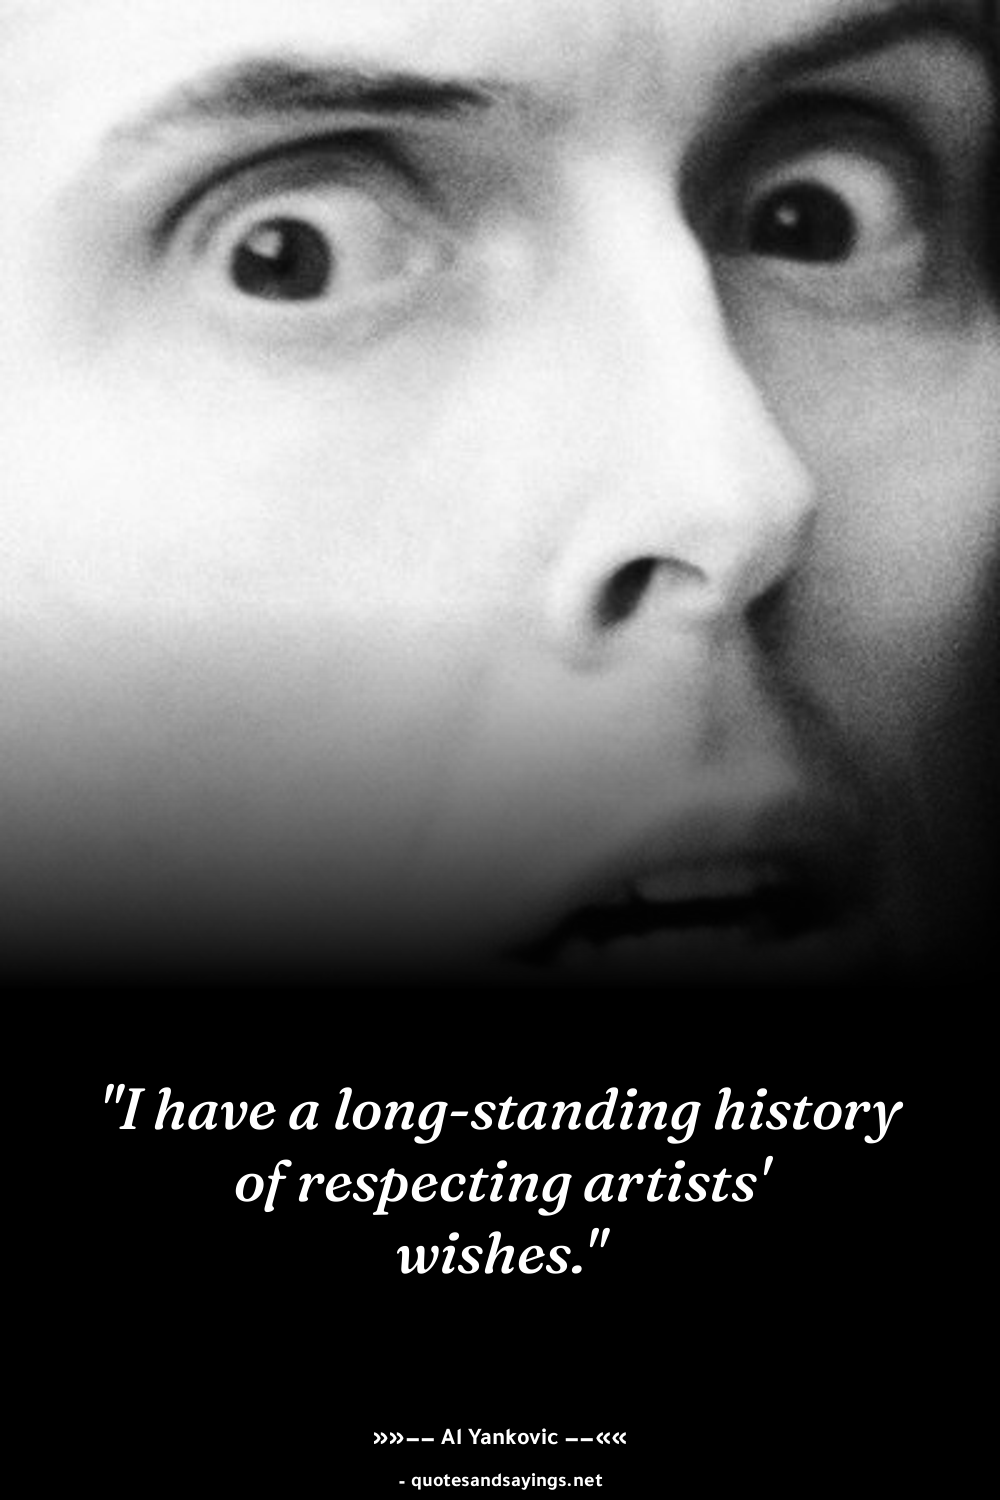 "I have a long-standing history
of respecting artists'
wishes."
»»–– Al Yankovic ––««
- quotesandsayings.net